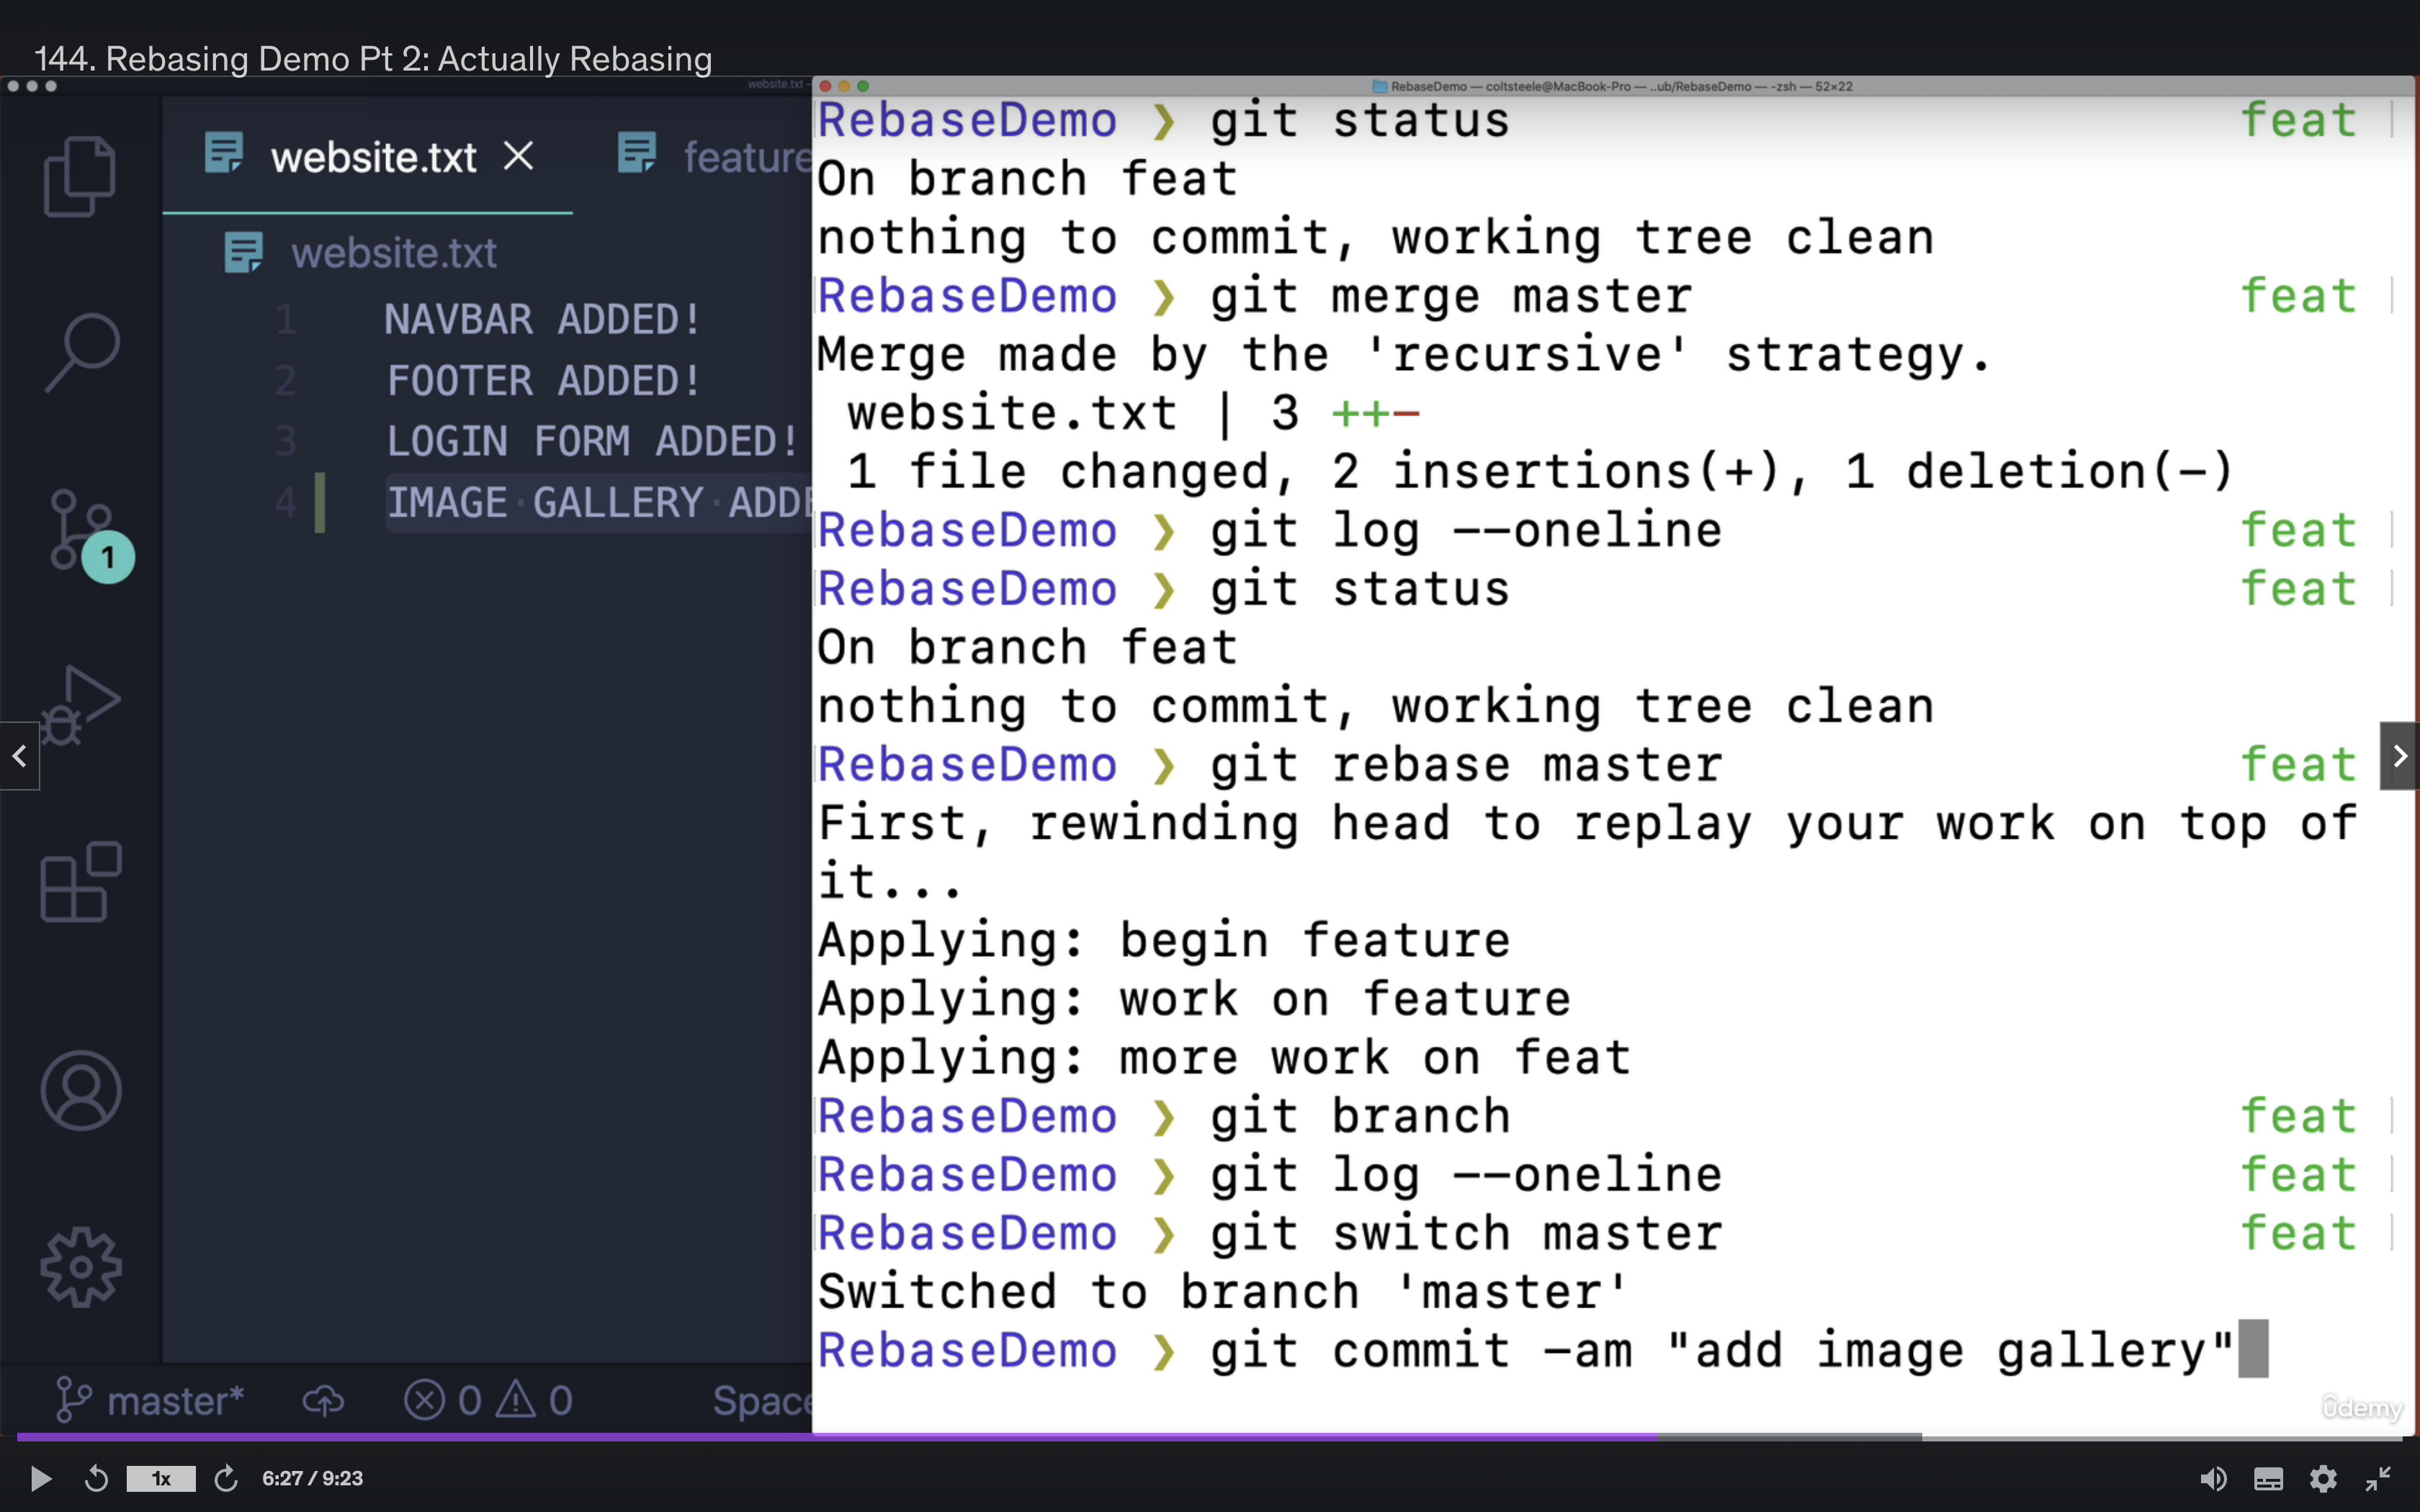 144. Rebasing Demo Pt 2: Actually Rebasing
website.txt —
RebaseDemo — coltsteele@MacBook-Pro — ..ub/RebaseDemo — -zsh — 52×22
website.txt
feature
website.txt
1 NAVBAR ADDED!
2 FOOTER ADDED!
3 LOGIN FORM ADDED!
4 IMAGE·GALLERY·ADDE
1
master*
0
0
Space
RebaseDemo ❯ git status feat
On branch feat
nothing to commit, working tree clean
RebaseDemo ❯ git merge master feat
Merge made by the 'recursive' strategy.
website.txt | 3 ++-
1 file changed, 2 insertions(+), 1 deletion(-)
RebaseDemo ❯ git log --oneline feat
RebaseDemo ❯ git status feat
On branch feat
nothing to commit, working tree clean
RebaseDemo ❯ git rebase master feat
First, rewinding head to replay your work on top of
it...
Applying: begin feature
Applying: work on feature
Applying: more work on feat
RebaseDemo ❯ git branch feat
RebaseDemo ❯ git log --oneline feat
RebaseDemo ❯ git switch master feat
Switched to branch 'master'
RebaseDemo ❯ git commit -am "add image gallery"
ûdemy
1x
6:27 / 9:23